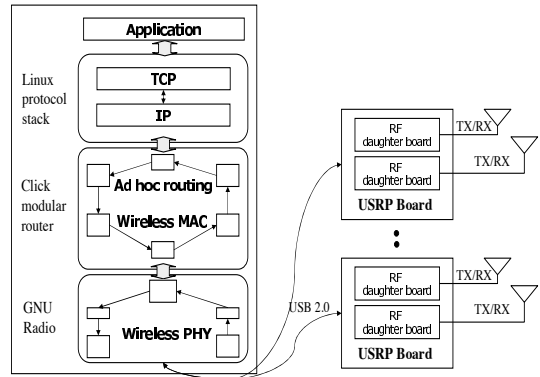 Application
Linux
protocol
stack
TCP
IP
Click
modular
router
Ad hoc routing
Wireless MAC
GNU
Radio
Wireless PHY
USB 2.0
RF
daughter board
TX/RX
RF
daughter board
TX/RX
USRP Board
RF
daughter board
TX/RX
RF
daughter board
TX/RX
USRP Board